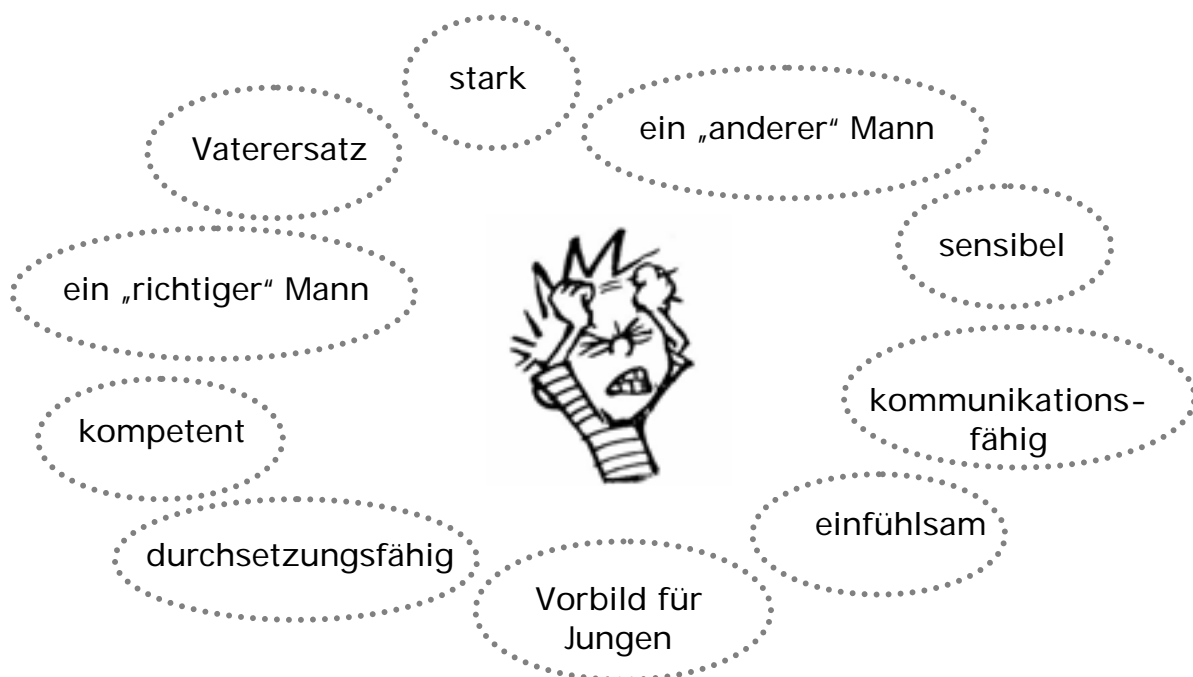 stark
ein „anderer“ Mann
Vaterersatz
sensibel
ein „richtiger“ Mann
kommunikations-
fähig
kompetent
einfühlsam
durchsetzungsfähig
Vorbild für
Jungen